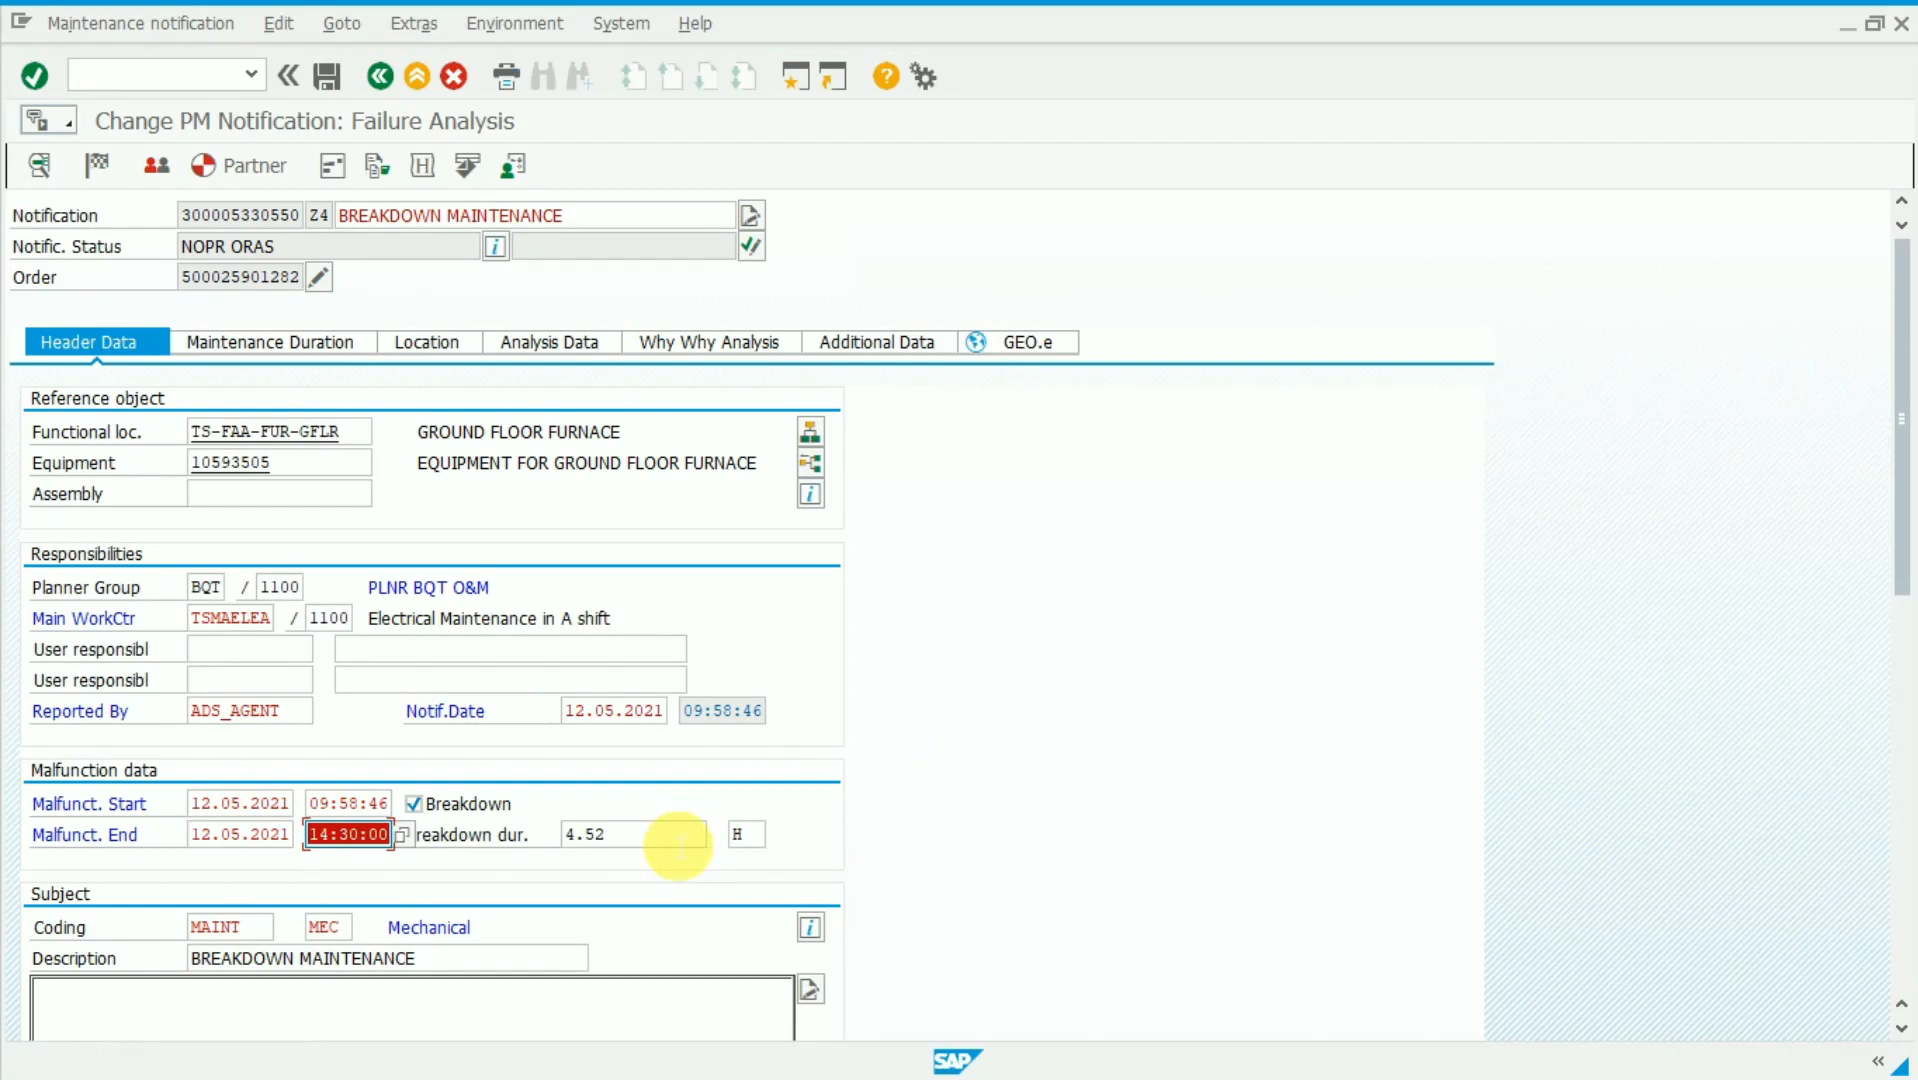 Maintenance notification Edit Goto Extras Environment System Help
Change PM Notification: Failure Analysis
Partner
Notification 300005330550 Z4 BREAKDOWN MAINTENANCE
Notific. Status NOPR ORAS
Order 500025901282
Header Data Maintenance Duration Location Analysis Data Why Why Analysis Additional Data GEO.e
Reference object
Functional loc. TS-FAA-FUR-GFLR GROUND FLOOR FURNACE
Equipment 10593505 EQUIPMENT FOR GROUND FLOOR FURNACE
Assembly
Responsibilities
Planner Group BQT / 1100 PLNR BQT O&M
Main WorkCtr TSMAELEA / 1100 Electrical Maintenance in A shift
User responsibl
User responsibl
Reported By ADS_AGENT Notif.Date 12.05.2021 09:58:46
Malfunction data
Malfunct. Start 12.05.2021 09:58:46 Breakdown
Malfunct. End 12.05.2021 14:30:00 reakdown dur. 4.52 H
Subject
Coding MAINT MEC Mechanical
Description BREAKDOWN MAINTENANCE
SAP